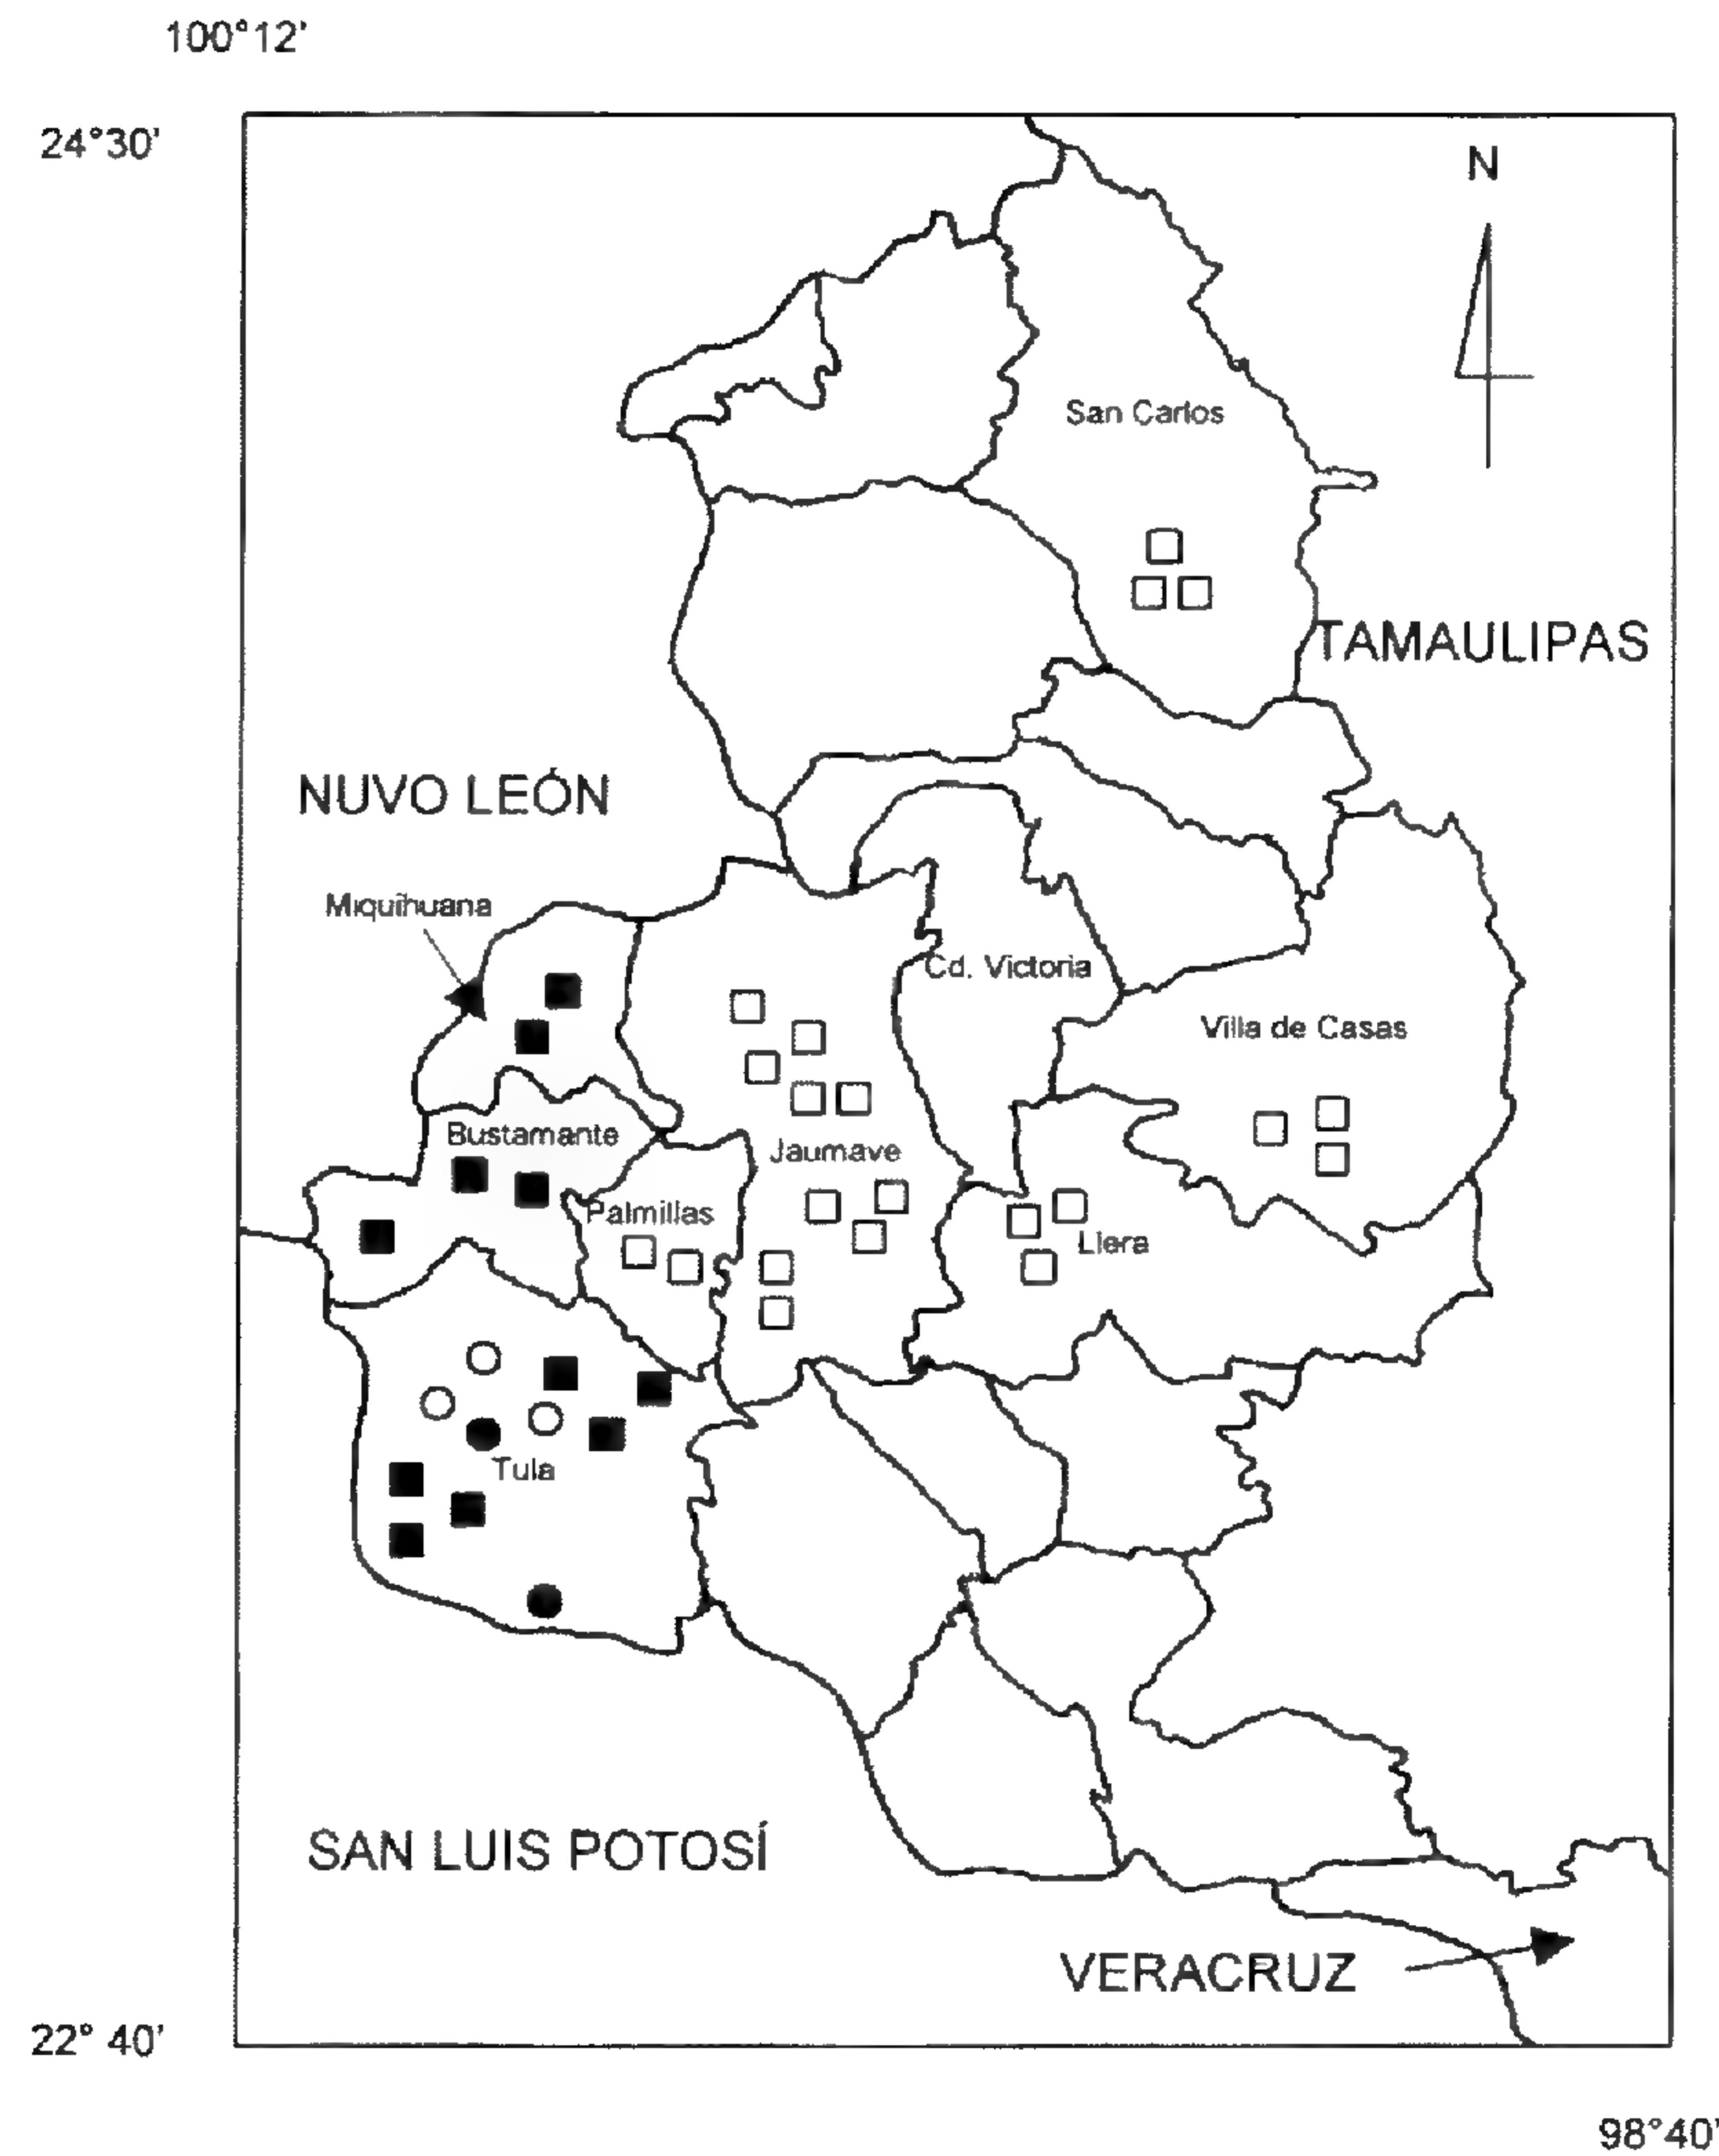 100°12'
24°30'
N
San Carlos
TAMAULIPAS
NUVO LEÓN
Miquihuana
Cd. Victoria
Villa de Casas
Bustamante
Jaumave
Palmillas
Llera
Tula
SAN LUIS POTOSÍ
VERACRUZ
22° 40'
98°40'